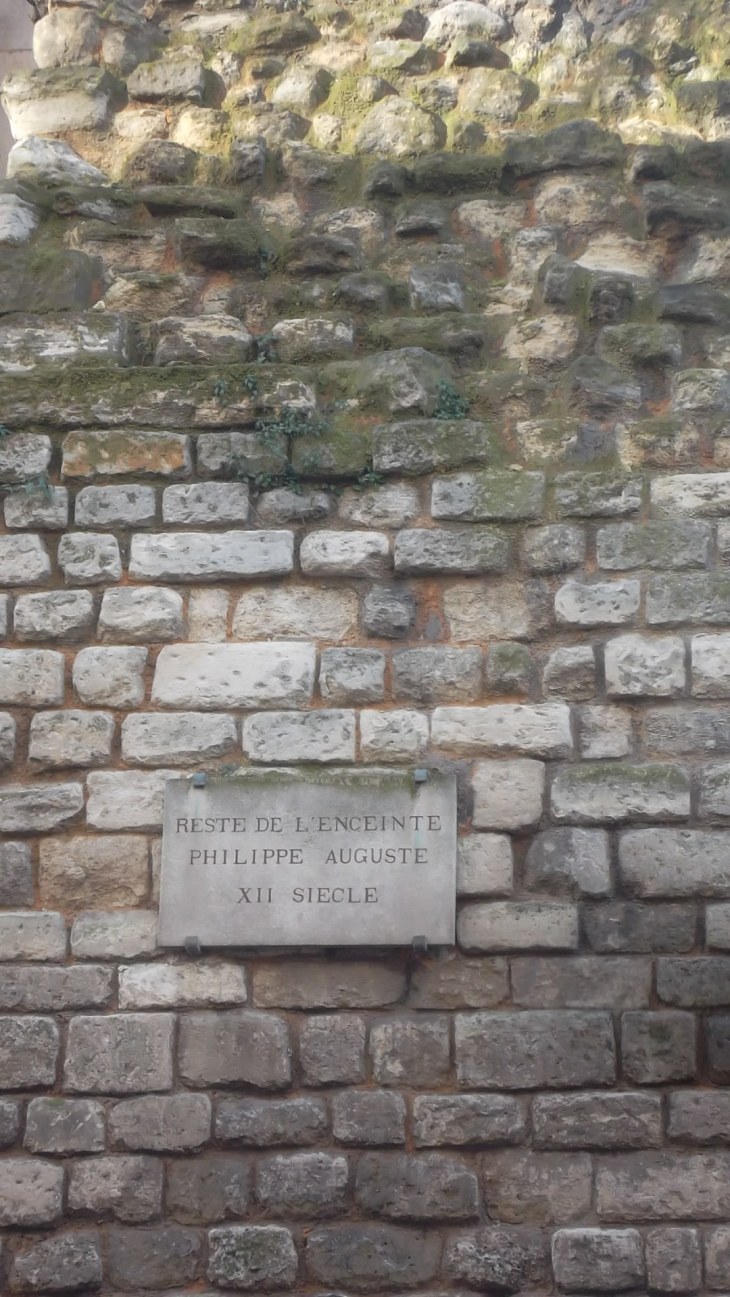 RESTE DE L'ENCEINTE
PHILIPPE AUGUSTE
XII SIECLE